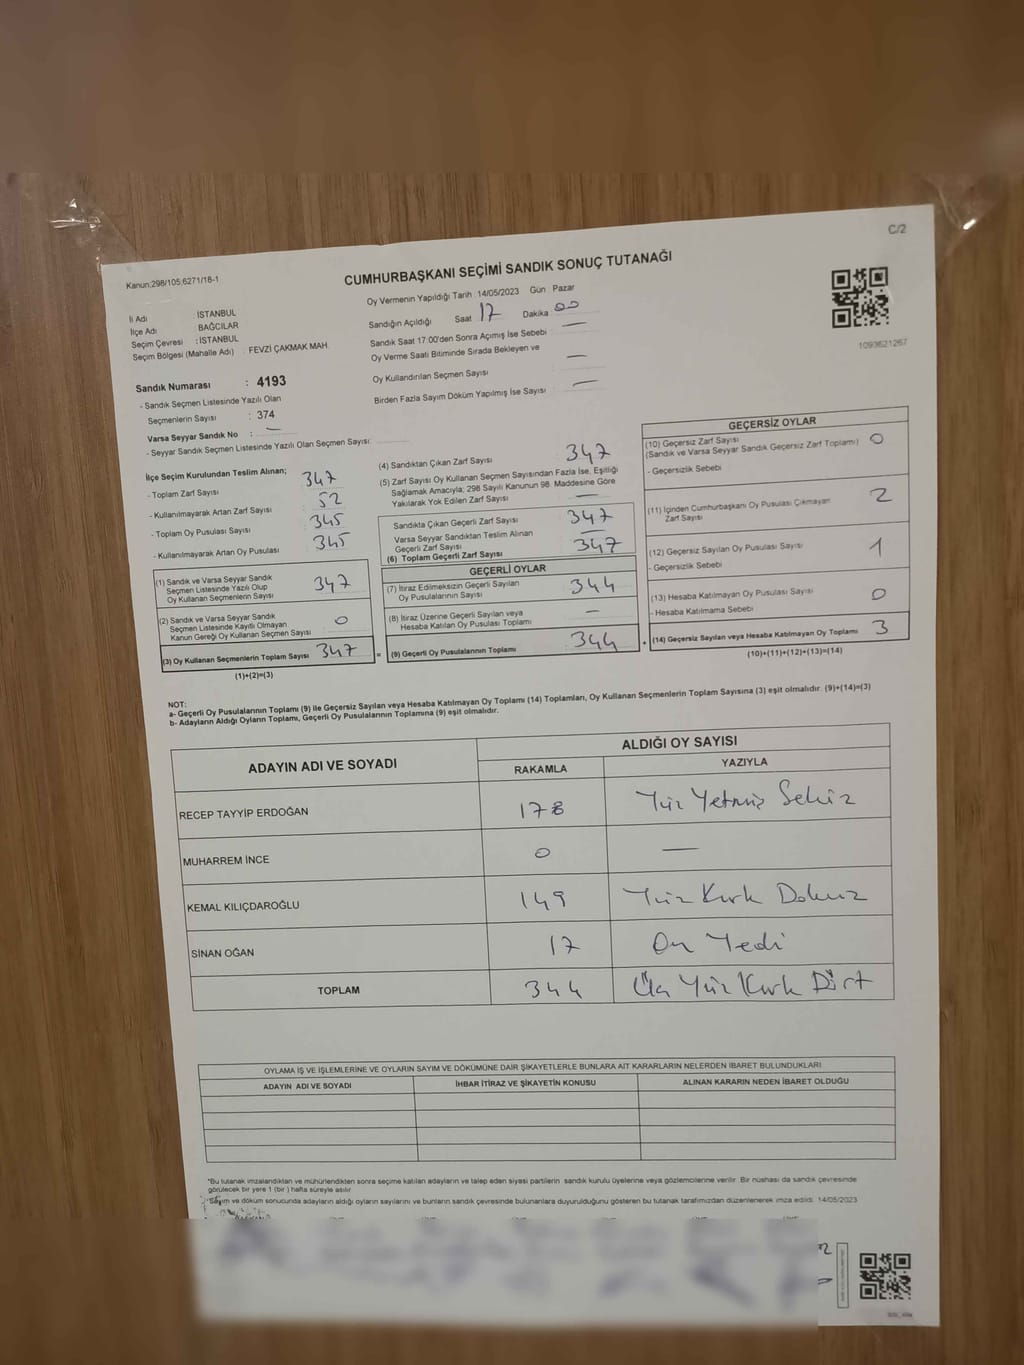 C/2
Kanun:298/105;6271/18-1
CUMHURBAŞKANI SEÇİMİ SANDIK SONUÇ TUTANAĞI
İl Adı : İSTANBUL
İlçe Adı : BAĞCILAR
Seçim Çevresi : İSTANBUL
Seçim Bölgesi (Mahalle Adı) : FEVZİ ÇAKMAK MAH.
Oy Vermenin Yapıldığı Tarih : 14/05/2023 Gün Pazar
Sandığın Açıldığı Saat 17 Dakika 00
Sandık Saat 17:00'den Sonra Açımış İse Sebebi —
Oy Verme Saati Bitiminde Sırada Bekleyen ve
Oy Kullandırılan Seçmen Sayısı —
Birden Fazla Sayım Döküm Yapılmış İse Sayısı —
1093621267
Sandık Numarası : 4193
- Sandık Seçmen Listesinde Yazılı Olan
Seçmenlerin Sayısı : 374
Varsa Seyyar Sandık No : —
- Seyyar Sandık Seçmen Listesinde Yazılı Olan Seçmen Sayısı:
İlçe Seçim Kurulundan Teslim Alınan;
- Toplam Zarf Sayısı 347
- Kullanılmayarak Artan Zarf Sayısı 52
- Toplam Oy Pusulası Sayısı 345
- Kullanılmayarak Artan Oy Pusulası 345
(1) Sandık ve Varsa Seyyar Sandık
Seçmen Listesinde Yazılı Olup
Oy Kullanan Seçmenlerin Sayısı 347
(2) Sandık ve Varsa Seyyar Sandık
Seçmen Listesinde Kayıtlı Olmayan
Kanun Gereği Oy Kullanan Seçmen Sayısı 0
(3) Oy Kullanan Seçmenlerin Toplam Sayısı 347
(1)+(2)=(3)
(4) Sandıktan Çıkan Zarf Sayısı 347
(5) Zarf Sayısı Oy Kullanan Seçmen Sayısından Fazla İse, Eşitliği
Sağlamak Amacıyla; 298 Sayılı Kanunun 98. Maddesine Göre
Yakılarak Yok Edilen Zarf Sayısı —
Sandıkta Çıkan Geçerli Zarf Sayısı 347
Varsa Seyyar Sandıktan Teslim Alınan
Geçerli Zarf Sayısı —
(6) Toplam Geçerli Zarf Sayısı 347
GEÇERLİ OYLAR
(7) İtiraz Edilmeksizin Geçerli Sayılan
Oy Pusulalarının Sayısı 344
(8) İtiraz Üzerine Geçerli Sayılan veya
Hesaba Katılan Oy Pusulası Toplamı —
= (9) Geçerli Oy Pusulalarının Toplamı 344
GEÇERSİZ OYLAR
(10) Geçersiz Zarf Sayısı 0
(Sandık ve Varsa Seyyar Sandık Geçersiz Zarf Toplamı)
- Geçersizlik Sebebi
(11) İçinden Cumhurbaşkanı Oy Pusulası Çıkmayan
Zarf Sayısı 2
(12) Geçersiz Sayılan Oy Pusulası Sayısı 1
- Geçersizlik Sebebi
(13) Hesaba Katılmayan Oy Pusulası Sayısı 0
- Hesaba Katılmama Sebebi
+ (14) Geçersiz Sayılan veya Hesaba Katılmayan Oy Toplamı 3
(10)+(11)+(12)+(13)=(14)
NOT:
a- Geçerli Oy Pusulalarının Toplamı (9) ile Geçersiz Sayılan veya Hesaba Katılmayan Oy Toplamı (14) Toplamları, Oy Kullanan Seçmenlerin Toplam Sayısına (3) eşit olmalıdır. (9)+(14)=(3)
b- Adayların Aldığı Oyların Toplamı, Geçerli Oy Pusulalarının Toplamına (9) eşit olmalıdır.
ADAYIN ADI VE SOYADI
ALDIĞI OY SAYISI
RAKAMLA YAZIYLA
RECEP TAYYİP ERDOĞAN 178 Yüz Yetmiş Sekiz
MUHARREM İNCE 0 —
KEMAL KILIÇDAROĞLU 149 Yüz Kırk Dokuz
SİNAN OĞAN 17 On Yedi
TOPLAM 344 Üç Yüz Kırk Dört
OYLAMA İŞ VE İŞLEMLERİNE VE OYLARIN SAYIM VE DÖKÜMÜNE DAİR ŞİKAYETLERLE BUNLARA AİT KARARLARIN NELERDEN İBARET BULUNDUKLARI
ADAYIN ADI VE SOYADI İHBAR İTİRAZ VE ŞİKAYETİN KONUSU ALINAN KARARIN NEDEN İBARET OLDUĞU
*Bu tutanak imzalandıktan ve mühürlendikten sonra seçime katılan adayların ve talep eden siyasi partilerin sandık kurulu üyelerine veya gözlemcilerine verilir. Bir nüshası da sandık çevresinde
görülecek bir yere 1 (bir) hafta süreyle asılır
*Sayım ve döküm sonucunda adayların aldığı oyların sayılarını ve bunların sandık çevresinde bulunanlara duyurulduğunu gösteren bu tutanak tarafımızdan düzenlenerek imza edildi. 14/05/2023